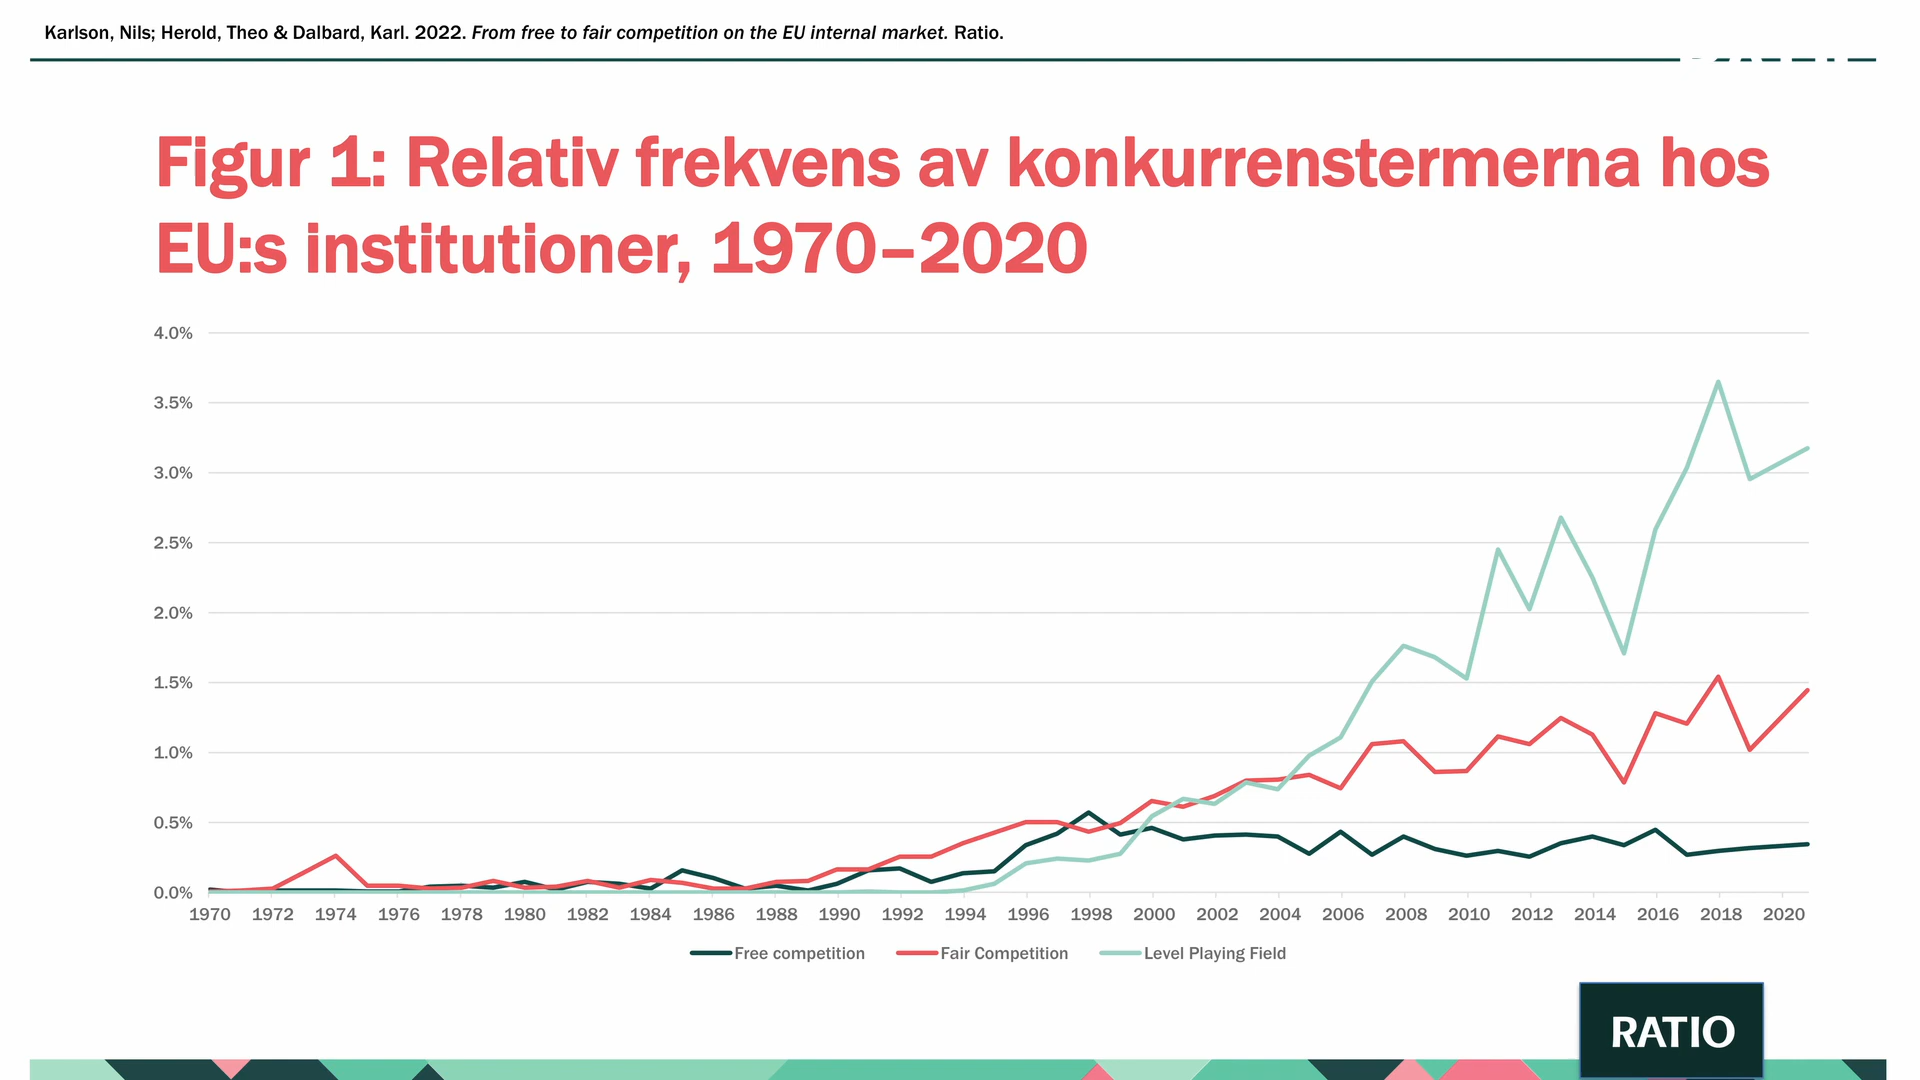 Karlson, Nils; Herold, Theo & Dalbard, Karl. 2022. From free to fair competition on the EU internal market. Ratio.
Figur 1: Relativ frekvens av konkurrenstermerna hos
EU:s institutioner, 1970–2020
4.0%
3.5%
3.0%
2.5%
2.0%
1.5%
1.0%
0.5%
0.0%
1970 1972 1974 1976 1978 1980 1982 1984 1986 1988 1990 1992 1994 1996 1998 2000 2002 2004 2006 2008 2010 2012 2014 2016 2018 2020
Free competition Fair Competition Level Playing Field
RATIO